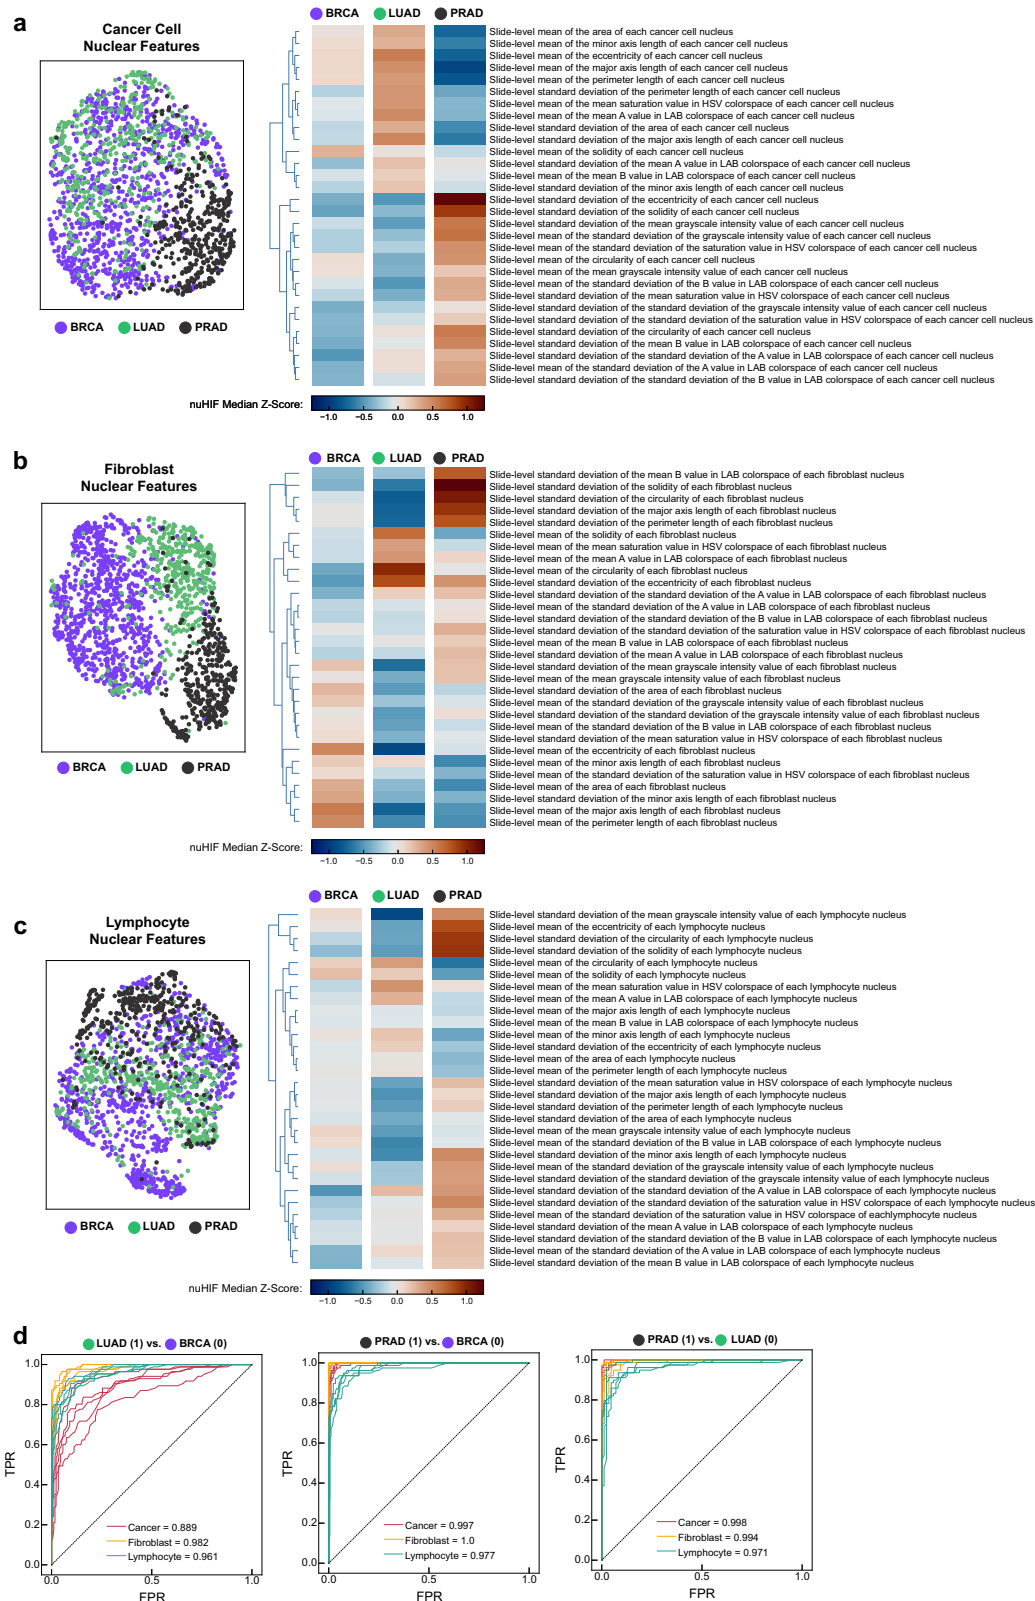 a
Cancer Cell
Nuclear Features
BRCA LUAD PRAD
BRCA LUAD PRAD
Slide-level mean of the area of each cancer cell nucleus
Slide-level mean of the minor axis length of each cancer cell nucleus
Slide-level mean of the eccentricity of each cancer cell nucleus
Slide-level mean of the major axis length of each cancer cell nucleus
Slide-level mean of the perimeter length of each cancer cell nucleus
Slide-level standard deviation of the perimeter length of each cancer cell nucleus
Slide-level mean of the mean saturation value in HSV colorspace of each cancer cell nucleus
Slide-level mean of the mean A value in LAB colorspace of each cancer cell nucleus
Slide-level standard deviation of the area of each cancer cell nucleus
Slide-level standard deviation of the major axis length of each cancer cell nucleus
Slide-level mean of the solidity of each cancer cell nucleus
Slide-level standard deviation of the mean A value in LAB colorspace of each cancer cell nucleus
Slide-level mean of the mean B value in LAB colorspace of each cancer cell nucleus
Slide-level standard deviation of the minor axis length of each cancer cell nucleus
Slide-level standard deviation of the eccentricity of each cancer cell nucleus
Slide-level standard deviation of the solidity of each cancer cell nucleus
Slide-level standard deviation of the mean grayscale intensity value of each cancer cell nucleus
Slide-level mean of the standard deviation of the grayscale intensity value of each cancer cell nucleus
Slide-level mean of the standard deviation of the saturation value in HSV colorspace of each cancer cell nucleus
Slide-level mean of the circularity of each cancer cell nucleus
Slide-level mean of the mean grayscale intensity value of each cancer cell nucleus
Slide-level mean of the standard deviation of the B value in LAB colorspace of each cancer cell nucleus
Slide-level standard deviation of the mean saturation value in HSV colorspace of each cancer cell nucleus
Slide-level standard deviation of the standard deviation of the grayscale intensity value of each cancer cell nucleus
Slide-level standard deviation of the standard deviation of the saturation value in HSV colorspace of each cancer cell nucleus
Slide-level standard deviation of the circularity of each cancer cell nucleus
Slide-level standard deviation of the mean B value in LAB colorspace of each cancer cell nucleus
Slide-level standard deviation of the standard deviation of the A value in LAB colorspace of each cancer cell nucleus
Slide-level mean of the standard deviation of the A value in LAB colorspace of each cancer cell nucleus
Slide-level standard deviation of the standard deviation of the B value in LAB colorspace of each cancer cell nucleus
nuHIF Median Z-Score:
−1.0 −0.5 0.0 0.5 1.0
b
Fibroblast
Nuclear Features
BRCA LUAD PRAD
BRCA LUAD PRAD
Slide-level standard deviation of the mean B value in LAB colorspace of each fibroblast nucleus
Slide-level standard deviation of the solidity of each fibroblast nucleus
Slide-level standard deviation of the circularity of each fibroblast nucleus
Slide-level standard deviation of the major axis length of each fibroblast nucleus
Slide-level standard deviation of the perimeter length of each fibroblast nucleus
Slide-level mean of the solidity of each fibroblast nucleus
Slide-level mean of the mean saturation value in HSV colorspace of each fibroblast nucleus
Slide-level mean of the mean A value in LAB colorspace of each fibroblast nucleus
Slide-level mean of the circularity of each fibroblast nucleus
Slide-level standard deviation of the eccentricity of each fibroblast nucleus
Slide-level standard deviation of the standard deviation of the A value in LAB colorspace of each fibroblast nucleus
Slide-level mean of the standard deviation of the A value in LAB colorspace of each fibroblast nucleus
Slide-level standard deviation of the standard deviation of the B value in LAB colorspace of each fibroblast nucleus
Slide-level standard deviation of the standard deviation of the saturation value in HSV colorspace of each fibroblast nucleus
Slide-level mean of the mean B value in LAB colorspace of each fibroblast nucleus
Slide-level standard deviation of the mean A value in LAB colorspace of each fibroblast nucleus
Slide-level standard deviation of the mean grayscale intensity value of each fibroblast nucleus
Slide-level mean of the mean grayscale intensity value of each fibroblast nucleus
Slide-level standard deviation of the area of each fibroblast nucleus
Slide-level mean of the standard deviation of the grayscale intensity value of each fibroblast nucleus
Slide-level standard deviation of the standard deviation of the grayscale intensity value of each fibroblast nucleus
Slide-level mean of the standard deviation of the B value in LAB colorspace of each fibroblast nucleus
Slide-level standard deviation of the mean saturation value in HSV colorspace of each fibroblast nucleus
Slide-level mean of the eccentricity of each fibroblast nucleus
Slide-level mean of the minor axis length of each fibroblast nucleus
Slide-level mean of the standard deviation of the saturation value in HSV colorspace of each fibroblast nucleus
Slide-level mean of the area of each fibroblast nucleus
Slide-level standard deviation of the minor axis length of each fibroblast nucleus
Slide-level mean of the major axis length of each fibroblast nucleus
Slide-level mean of the perimeter length of each fibroblast nucleus
nuHIF Median Z-Score:
−1.0 −0.5 0.0 0.5 1.0
c
Lymphocyte
Nuclear Features
BRCA LUAD PRAD
BRCA LUAD PRAD
Slide-level standard deviation of the mean grayscale intensity value of each lymphocyte nucleus
Slide-level mean of the eccentricity of each lymphocyte nucleus
Slide-level standard deviation of the circularity of each lymphocyte nucleus
Slide-level standard deviation of the solidity of each lymphocyte nucleus
Slide-level mean of the circularity of each lymphocyte nucleus
Slide-level mean of the solidity of each lymphocyte nucleus
Slide-level mean of the mean saturation value in HSV colorspace of each lymphocyte nucleus
Slide-level mean of the mean A value in LAB colorspace of each lymphocyte nucleus
Slide-level mean of the major axis length of each lymphocyte nucleus
Slide-level mean of the mean B value in LAB colorspace of each lymphocyte nucleus
Slide-level mean of the minor axis length of each lymphocyte nucleus
Slide-level standard deviation of the eccentricity of each lymphocyte nucleus
Slide-level mean of the area of each lymphocyte nucleus
Slide-level mean of the perimeter length of each lymphocyte nucleus
Slide-level standard deviation of the mean saturation value in HSV colorspace of each lymphocyte nucleus
Slide-level standard deviation of the major axis length of each lymphocyte nucleus
Slide-level standard deviation of the perimeter length of each lymphocyte nucleus
Slide-level standard deviation of the area of each lymphocyte nucleus
Slide-level mean of the mean grayscale intensity value of each lymphocyte nucleus
Slide-level mean of the standard deviation of the B value in LAB colorspace of each lymphocyte nucleus
Slide-level standard deviation of the minor axis length of each lymphocyte nucleus
Slide-level mean of the standard deviation of the grayscale intensity value of each lymphocyte nucleus
Slide-level standard deviation of the standard deviation of the grayscale intensity value of each lymphocyte nucleus
Slide-level standard deviation of the standard deviation of the A value in LAB colorspace of each lymphocyte nucleus
Slide-level standard deviation of the standard deviation of the saturation value in HSV colorspace of each lymphocyte nucleus
Slide-level mean of the standard deviation of the saturation value in HSV colorspace of eachlymphocyte nucleus
Slide-level standard deviation of the mean A value in LAB colorspace of each lymphocyte nucleus
Slide-level standard deviation of the standard deviation of the B value in LAB colorspace of each lymphocyte nucleus
Slide-level mean of the standard deviation of the A value in LAB colorspace of each lymphocyte nucleus
Slide-level standard deviation of the mean B value in LAB colorspace of each lymphocyte nucleus
nuHIF Median Z-Score:
−1.0 −0.5 0.0 0.5 1.0
d
LUAD (1) vs. BRCA (0)
TPR
1.0
0.8
0.6
0.4
0.2
0.0
Cancer = 0.889
Fibroblast = 0.982
Lymphocyte = 0.961
0.0 0.5 1.0
FPR
PRAD (1) vs. BRCA (0)
TPR
1.0
0.8
0.6
0.4
0.2
0.0
Cancer = 0.997
Fibroblast = 1.0
Lymphocyte = 0.977
0.0 0.5 1.0
FPR
PRAD (1) vs. LUAD (0)
TPR
1.0
0.8
0.6
0.4
0.2
0.0
Cancer = 0.998
Fibroblast = 0.994
Lymphocyte = 0.971
0.0 0.5 1.0
FPR